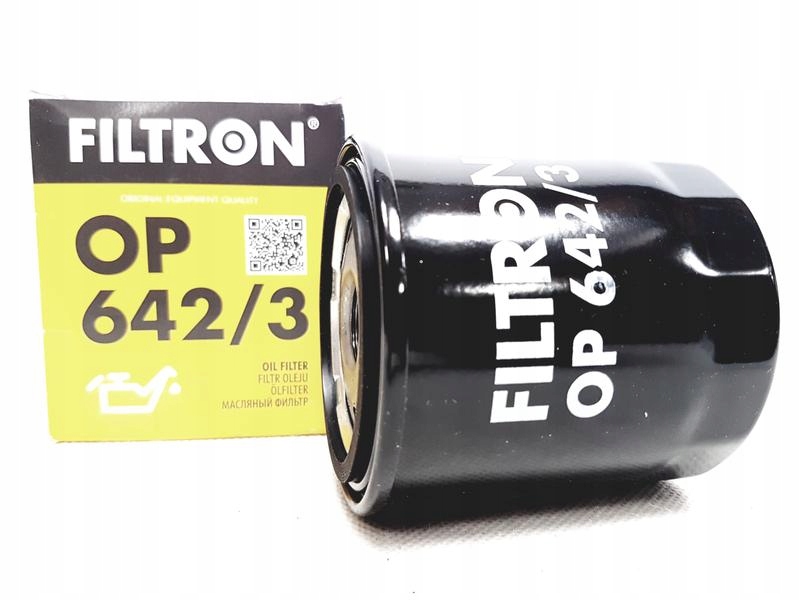 FILTRON®
ORIGINAL EQUIPMENT QUALITY
OP
642/3
OIL FILTER
FILTR OLEJU
ÖLFILTER
МАСЛЯНЫЙ ФИЛЬТР
FILTRON
OP 642/3